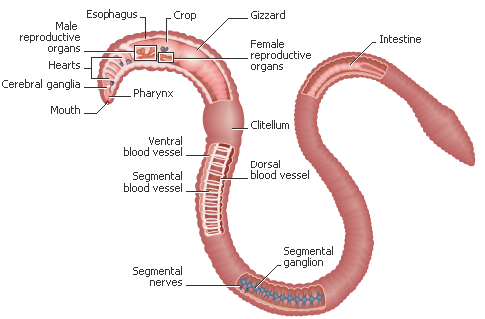 Esophagus
Crop
Gizzard
Male
reproductive
organs
Hearts
Cerebral ganglia
Mouth
Pharynx
Female
reproductive
organs
Intestine
Clitellum
Ventral
blood vessel
Dorsal
blood vessel
Segmental
blood vessel
Segmental
ganglion
Segmental
nerves